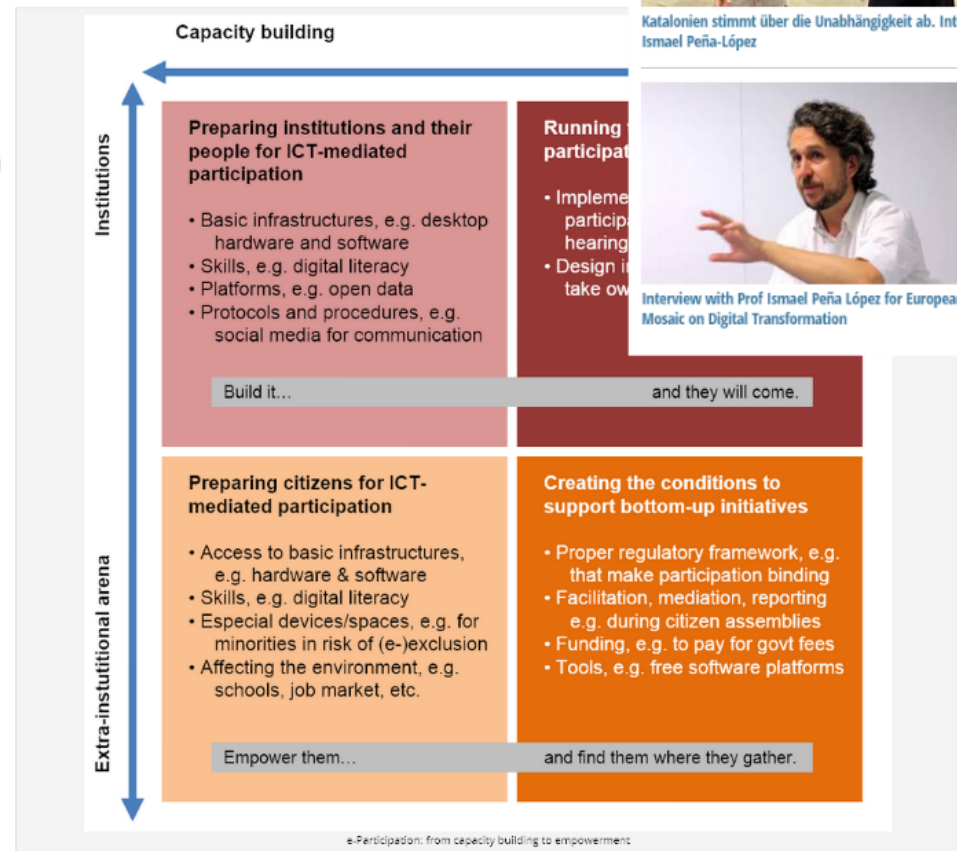 Capacity building
Katalonien stimmt über die Unabhängigkeit ab. Int
Ismael Peña-López
Institutions
Preparing institutions and their
people for ICT-mediated
participation
• Basic infrastructures, e.g. desktop
hardware and software
• Skills, e.g. digital literacy
• Platforms, e.g. open data
• Protocols and procedures, e.g.
social media for communication
Running
participat
• Impleme
particip
hearing
• Design i
take ow
Interview with Prof Ismael Peña López for European
Mosaic on Digital Transformation
Build it…
and they will come.
Extra-instutitional arena
Preparing citizens for ICT-
mediated participation
• Access to basic infrastructures,
e.g. hardware & software
• Skills, e.g. digital literacy
• Especial devices/spaces, e.g. for
minorities in risk of (e-)exclusion
• Affecting the environment, e.g.
schools, job market, etc.
Creating the conditions to
support bottom-up initiatives
• Proper regulatory framework, e.g.
that make participation binding
• Facilitation, mediation, reporting
e.g. during citizen assemblies
• Funding, e.g. to pay for govt fees
• Tools, e.g. free software platforms
Empower them…
and find them where they gather.
e-Participation: from capacity building to empowerment